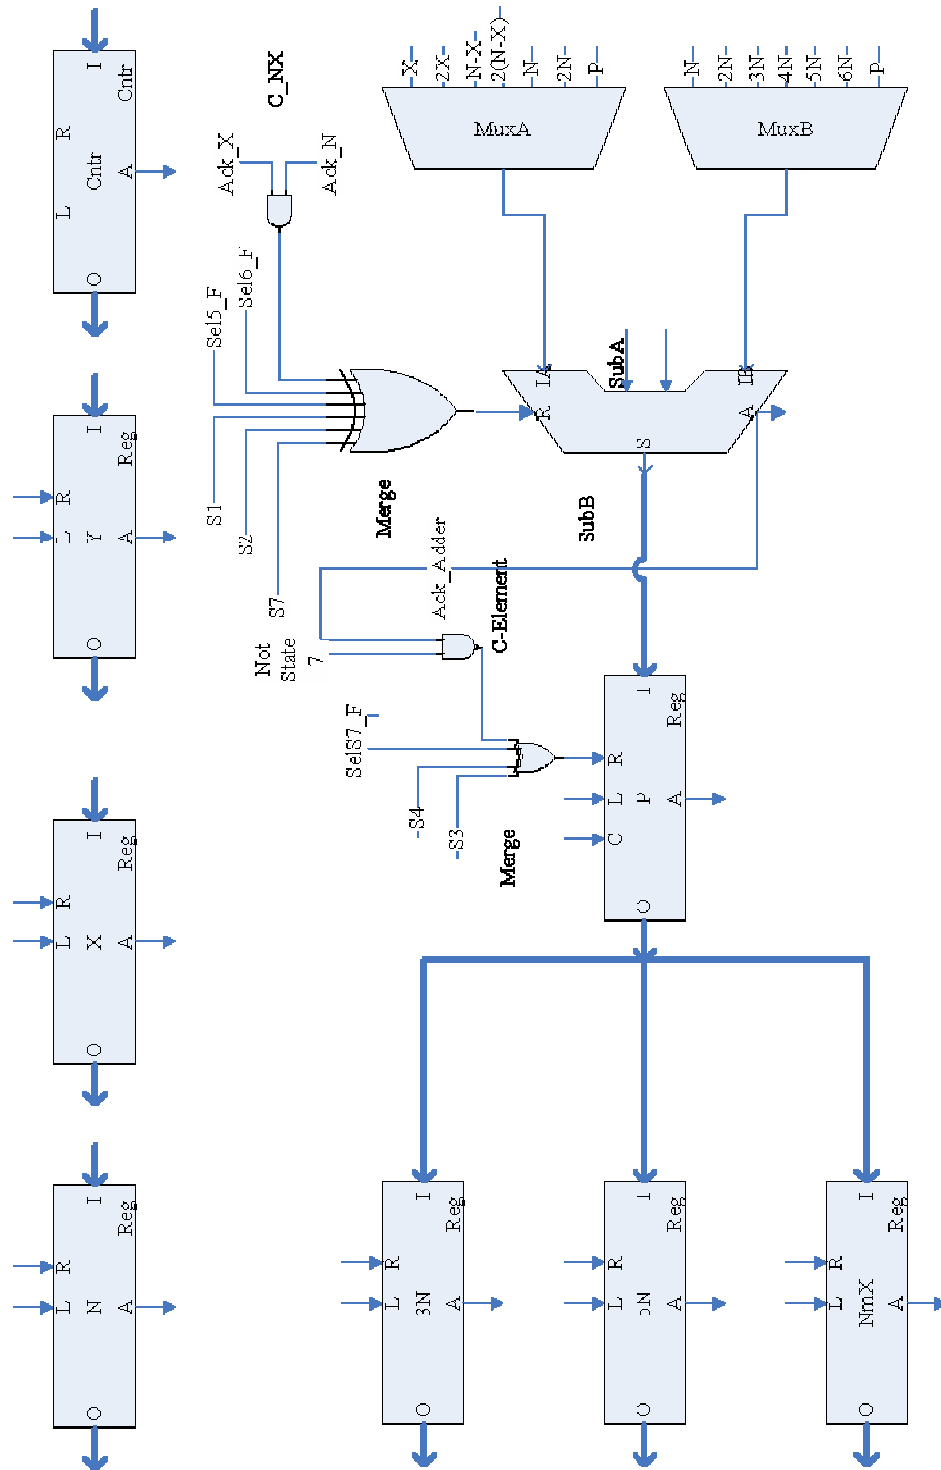 I
R
L
Cntr
Cntr
A
O
C_NX
Ack_X
Ack_N
X
2X
N-X
2(N-X)
N
2N
P
MuxA
N
2N
3N
4N
5N
6N
P
MuxB
Sel5_F
Sel6_F
S1
S2
S7
Merge
SubA
IA
IB
R
A
S
SubB
I
R
Y
Reg
A
O
Ack_Adder
C-Element
Not
State
7
SelS7_F
S4
S3
Merge
I
R
L
C
P
Reg
A
O
I
R
L
X
Reg
A
O
I
R
L
N
Reg
A
O
I
R
L
3N
Reg
A
O
I
R
L
Reg
A
O
I
R
L
NmX
Reg
A
O